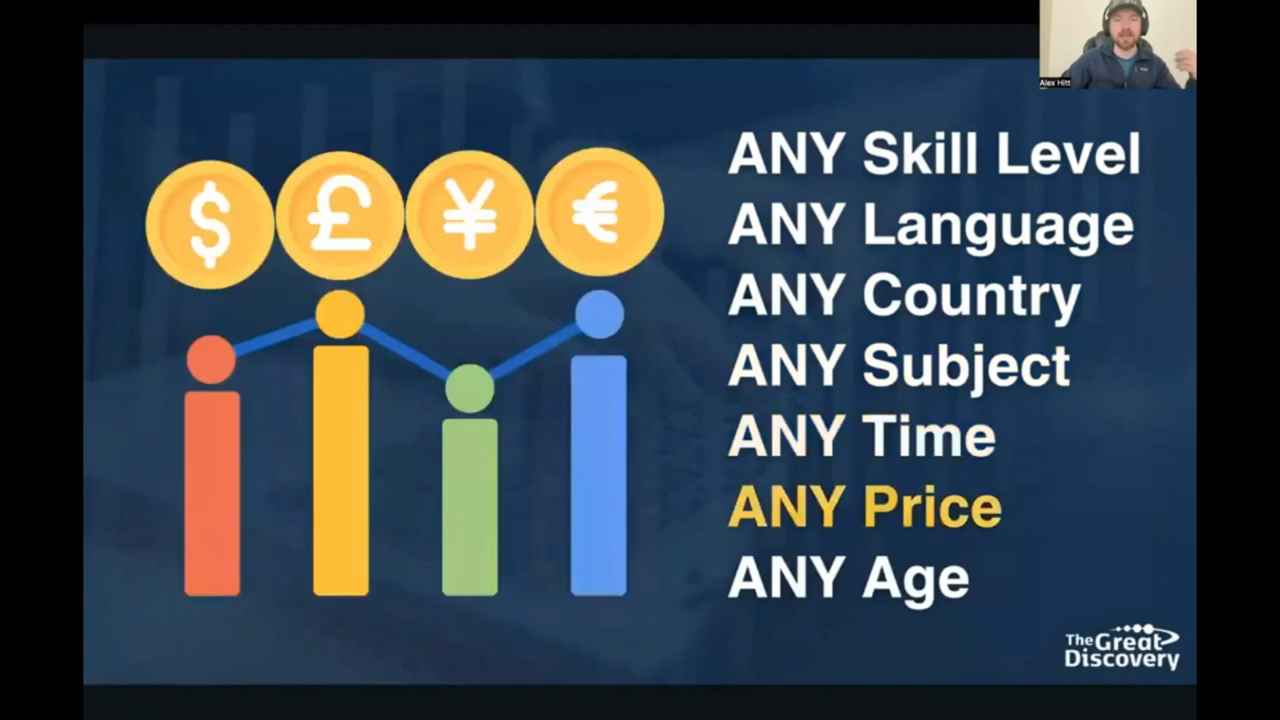 Alex Hitt
$ £ ¥ €
ANY Skill Level
ANY Language
ANY Country
ANY Subject
ANY Time
ANY Price
ANY Age
The Great
Discovery